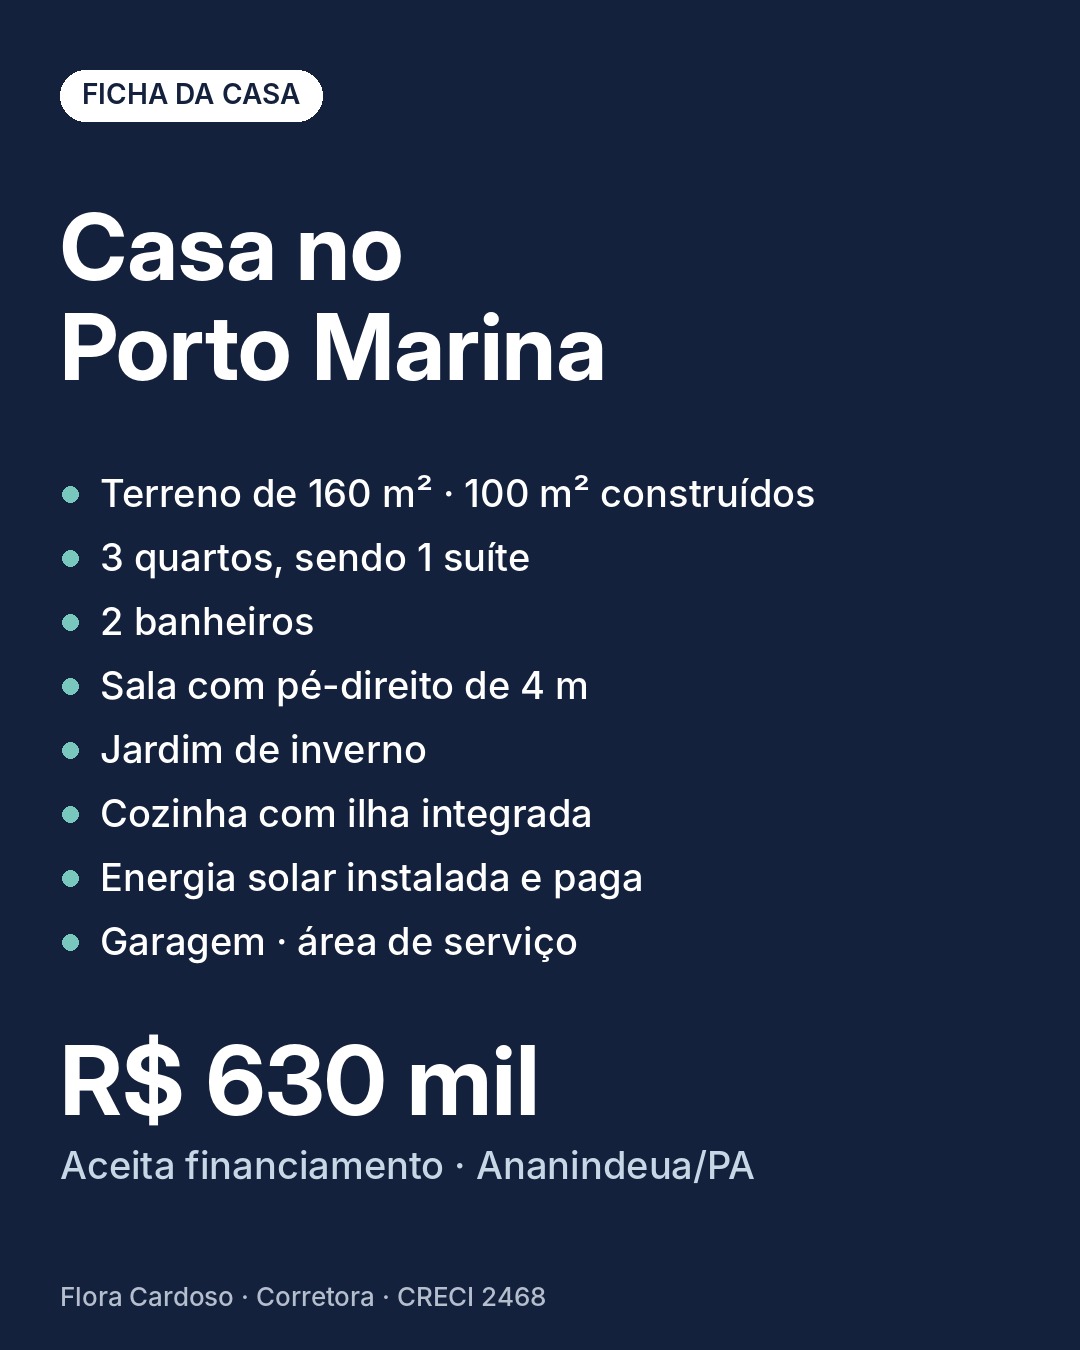 FICHA DA CASA
Casa no
Porto Marina
Terreno de 160 m² · 100 m² construídos
3 quartos, sendo 1 suíte
2 banheiros
Sala com pé-direito de 4 m
Jardim de inverno
Cozinha com ilha integrada
Energia solar instalada e paga
Garagem · área de serviço
R$ 630 mil
Aceita financiamento · Ananindeua/PA
Flora Cardoso · Corretora · CRECI 2468